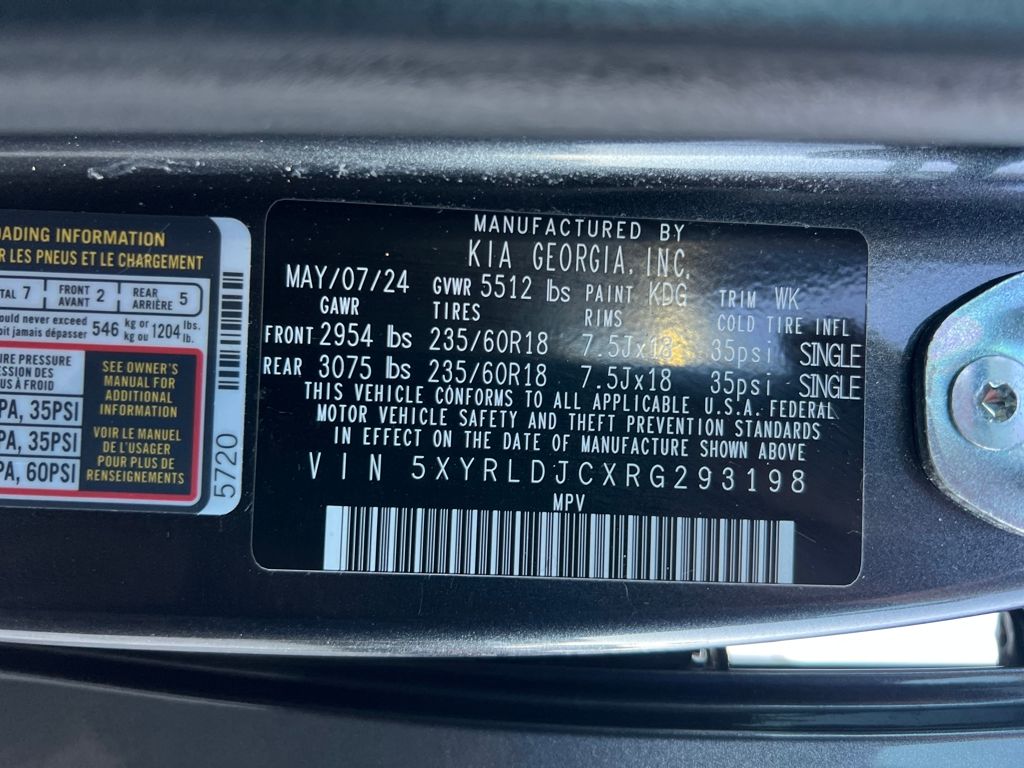 ADING INFORMATION
R LES PNEUS ET LE CHARGEMENT
TAL 7 FRONT AVANT 2 REAR ARRIÈRE 5
ould never exceed 546 kg or 1204 lbs.
oit jamais dépasser kg ou lb.
RE PRESSURE
PNEUS
S À FROID
PA, 35PSI
PA, 35PSI
PA, 60PSI
SEE OWNER'S
MANUAL FOR
ADDITIONAL
INFORMATION
VOIR LE MANUEL
DE L'USAGER
POUR PLUS DE
RENSEIGNEMENTS
5720
MANUFACTURED BY
KIA GEORGIA, INC.
MAY/07/24 GVWR 5512 lbs PAINT KDG TRIM WK
GAWR TIRES RIMS COLD TIRE INFL
FRONT 2954 lbs 235/60R18 7.5Jx18 35psi SINGLE
REAR 3075 lbs 235/60R18 7.5Jx18 35psi SINGLE
THIS VEHICLE CONFORMS TO ALL APPLICABLE U.S.A. FEDERAL
MOTOR VEHICLE SAFETY AND THEFT PREVENTION STANDARDS
IN EFFECT ON THE DATE OF MANUFACTURE SHOWN ABOVE
VIN 5XYRLDJCXRG293198
MPV